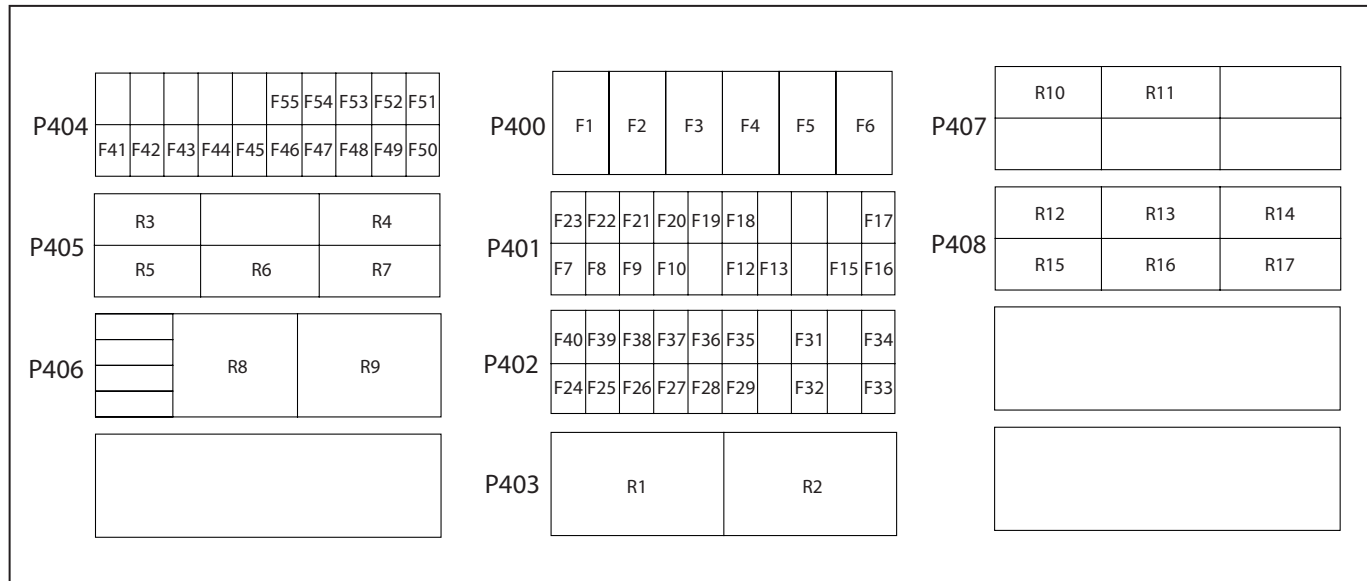 F55 F54 F53 F52 F51
P404
F41 F42 F43 F44 F45 F46 F47 F48 F49 F50
R3 R4
P405
R5 R6 R7
P406 R8 R9
P400 F1 F2 F3 F4 F5 F6
F23 F22 F21 F20 F19 F18 F17
P401
F7 F8 F9 F10 F12 F13 F15 F16
F40 F39 F38 F37 F36 F35 F31 F34
P402
F24 F25 F26 F27 F28 F29 F32 F33
P403 R1 R2
R10 R11
P407
R12 R13 R14
P408
R15 R16 R17